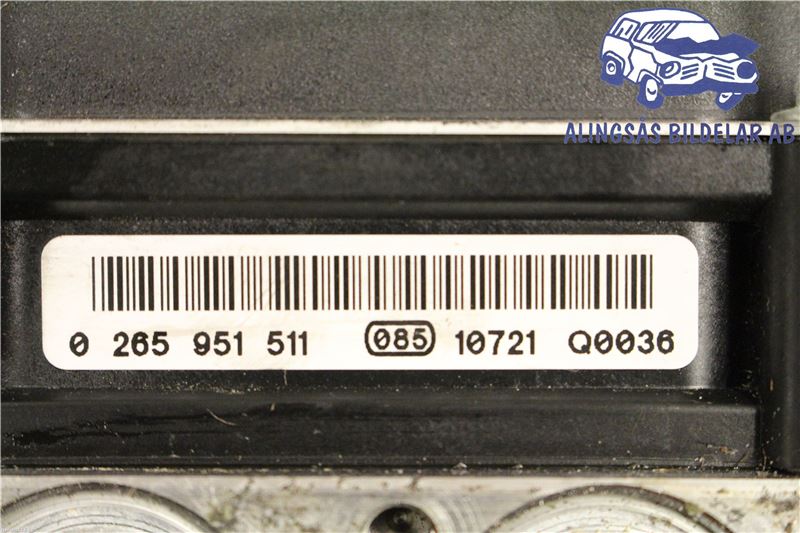 ALINGSÅS BILDELAR AB
0 265 951 511 085 10721 Q0036